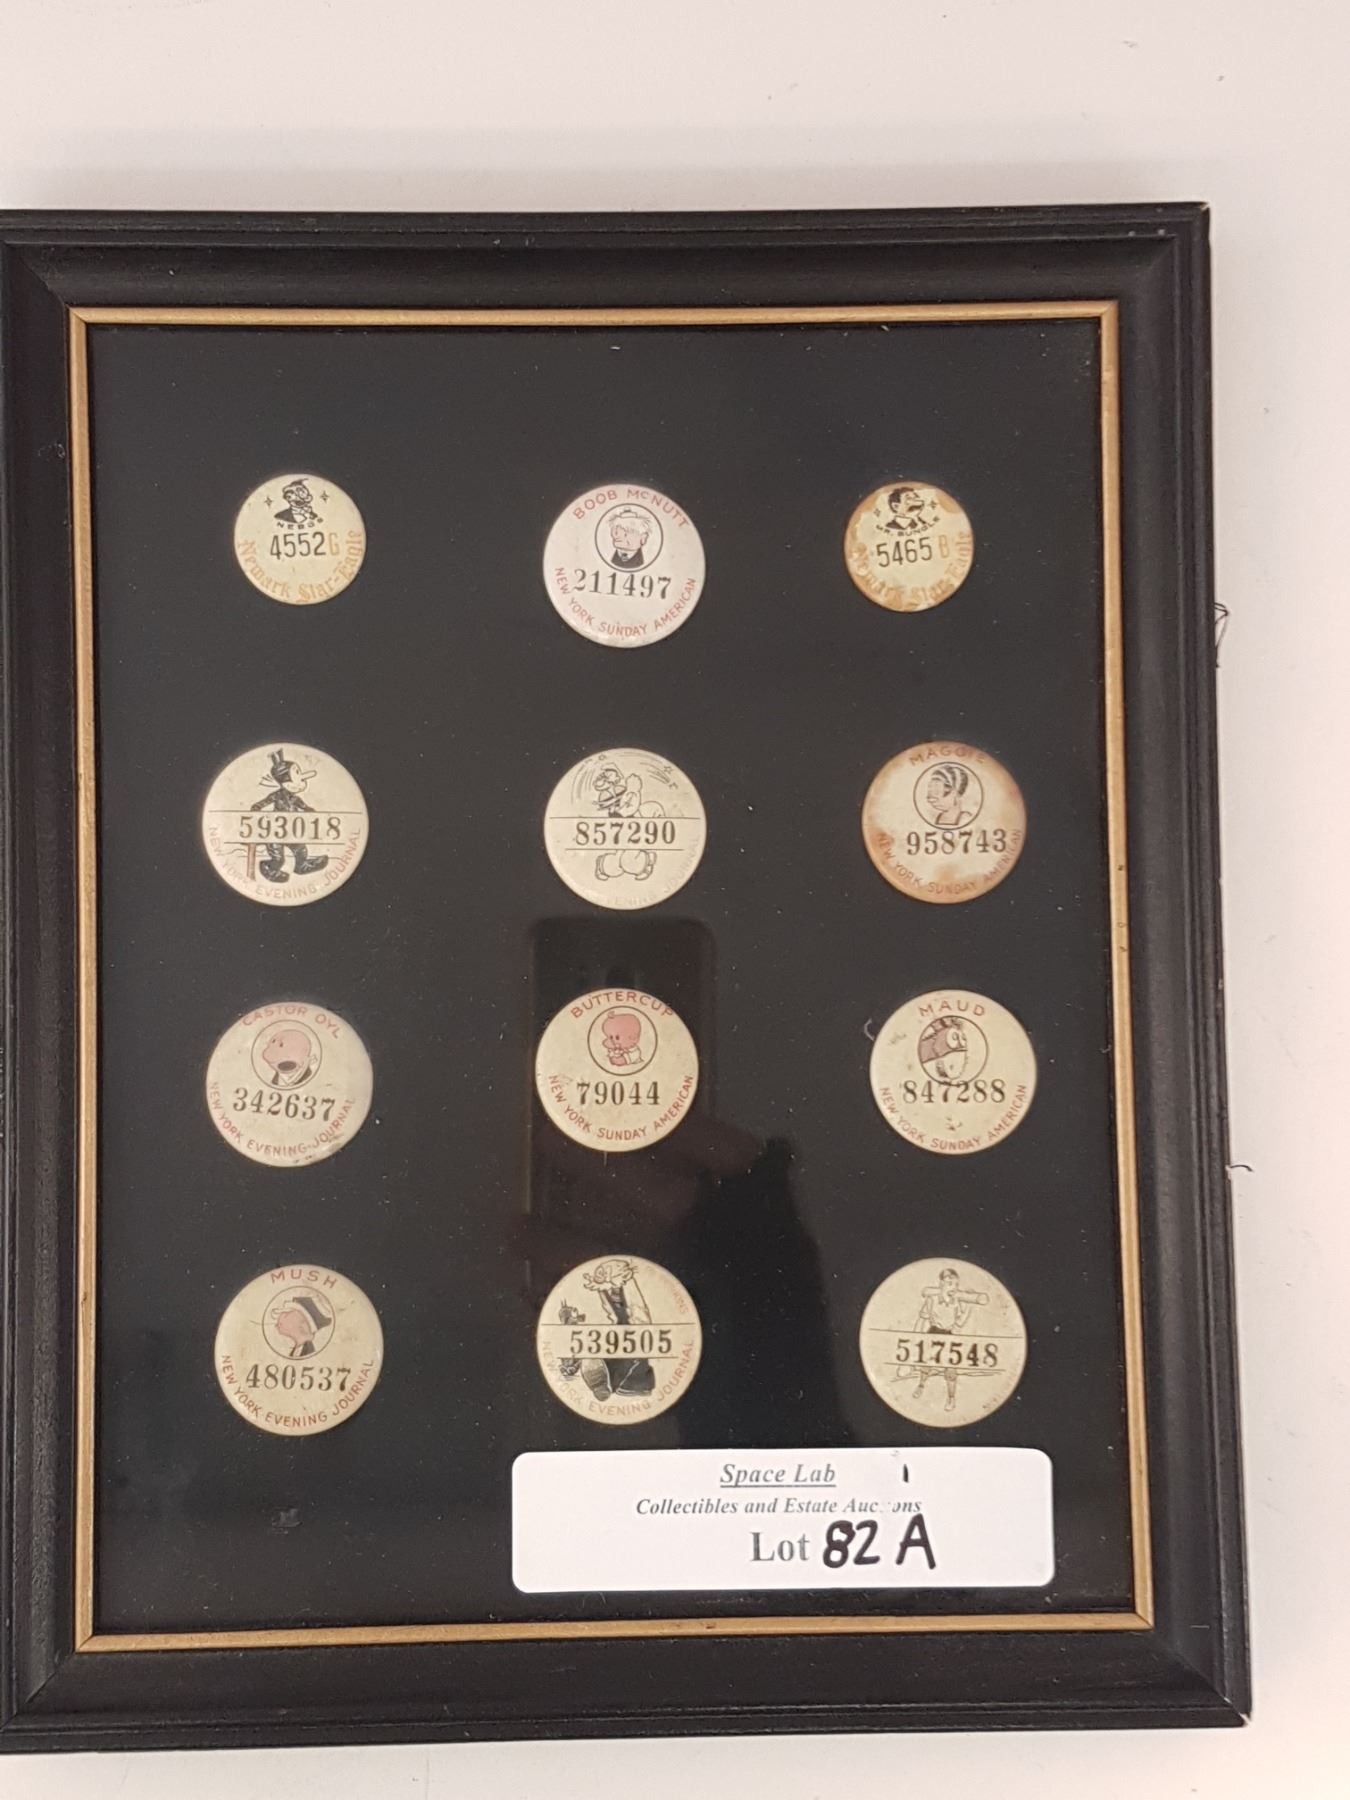 NEBBS
4552G
Newark Star-Eagle
BOOB McNUTT
211497
NEW YORK SUNDAY AMERICAN
MR. BUNGLE
5465 B
Newark Star-Eagle
593018
NEW YORK EVENING JOURNAL
857290
EVENING JOURNAL
MAGGIE
958743
NEW YORK SUNDAY AMERICAN
CASTOR OYL
342637
NEW YORK EVENING JOURNAL
BUTTERCUP
79044
NEW YORK SUNDAY AMERICAN
MAUD
847288
NEW YORK SUNDAY AMERICAN
MUSH
480537
NEW YORK EVENING JOURNAL
539505
NEW YORK EVENING JOURNAL
517548
Space Lab
Collectibles and Estate Auctions
Lot 82 A